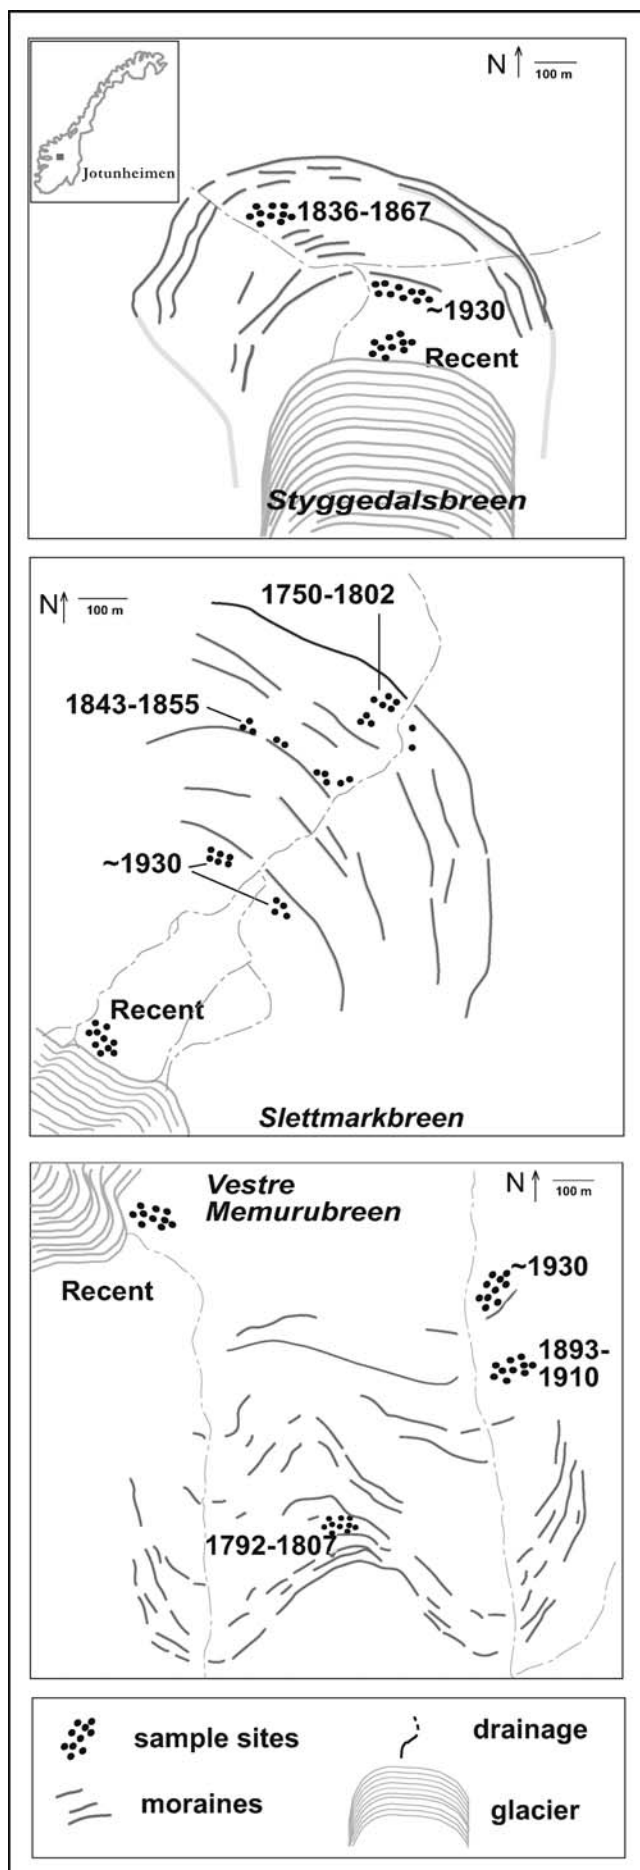 N
100 m
Jotunheimen
1836-1867
~1930
Recent
Styggedalsbreen
N
100 m
1750-1802
1843-1855
~1930
Recent
Slettmarkbreen
Vestre
Memurubreen
N
100 m
Recent
~1930
1893-
1910
1792-1807
sample sites
drainage
moraines
glacier